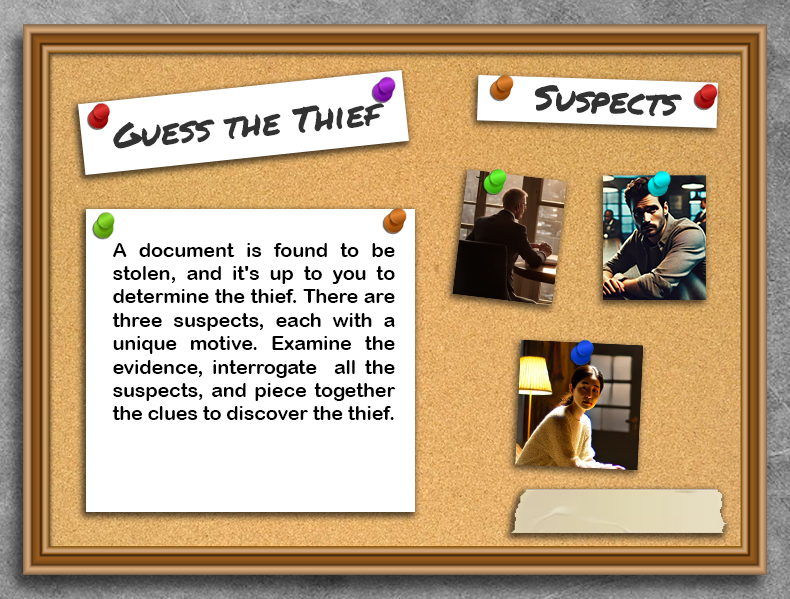 Guess the Thief
Suspects
A document is found to be
stolen, and it's up to you to
determine the thief. There are
three suspects, each with a
unique motive. Examine the
evidence, interrogate all the
suspects, and piece together
the clues to discover the thief.